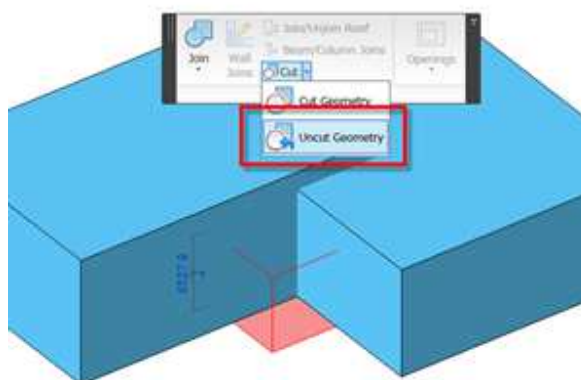 Join/Unjoin Roof
Beam/Column Joins
Join
Wall
Joins
Cut
Openings
Cut Geometry
Uncut Geometry